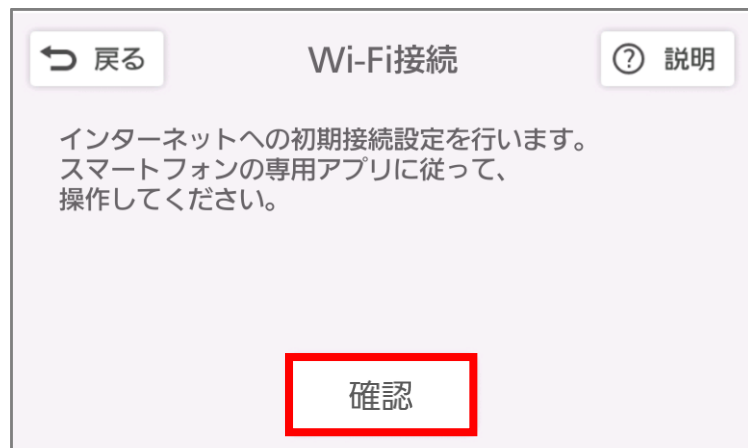 戻る
Wi-Fi接続
説明
インターネットへの初期接続設定を行います。
スマートフォンの専用アプリに従って、
操作してください。
確認